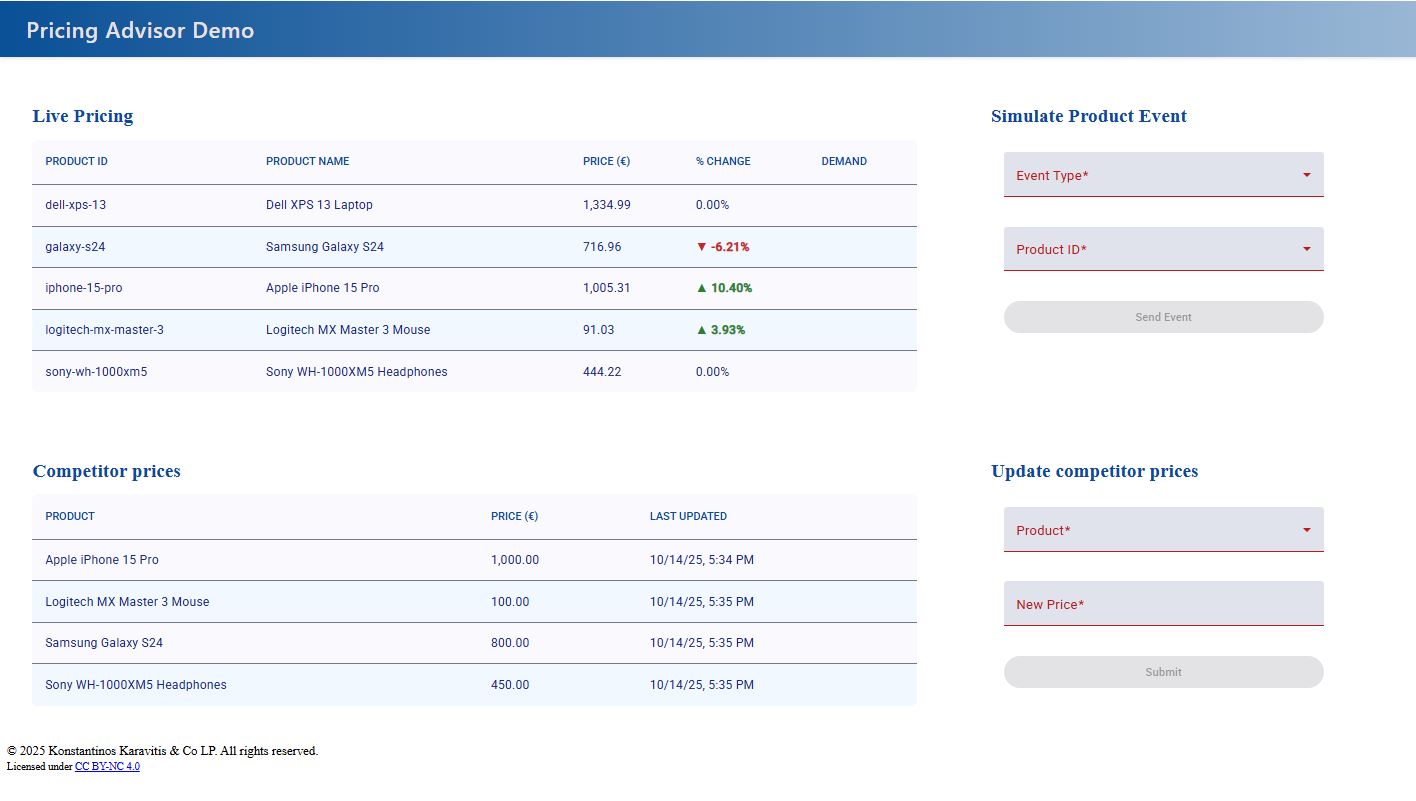 Pricing Advisor Demo
Live Pricing
PRODUCT ID PRODUCT NAME PRICE (€) % CHANGE DEMAND
dell-xps-13 Dell XPS 13 Laptop 1,334.99 0.00%
galaxy-s24 Samsung Galaxy S24 716.96 ▼ -6.21%
iphone-15-pro Apple iPhone 15 Pro 1,005.31 ▲ 10.40%
logitech-mx-master-3 Logitech MX Master 3 Mouse 91.03 ▲ 3.93%
sony-wh-1000xm5 Sony WH-1000XM5 Headphones 444.22 0.00%
Simulate Product Event
Event Type*
Product ID*
Send Event
Competitor prices
PRODUCT PRICE (€) LAST UPDATED
Apple iPhone 15 Pro 1,000.00 10/14/25, 5:34 PM
Logitech MX Master 3 Mouse 100.00 10/14/25, 5:35 PM
Samsung Galaxy S24 800.00 10/14/25, 5:35 PM
Sony WH-1000XM5 Headphones 450.00 10/14/25, 5:35 PM
Update competitor prices
Product*
New Price*
Submit
© 2025 Konstantinos Karavitis & Co LP. All rights reserved.
Licensed under CC BY-NC 4.0